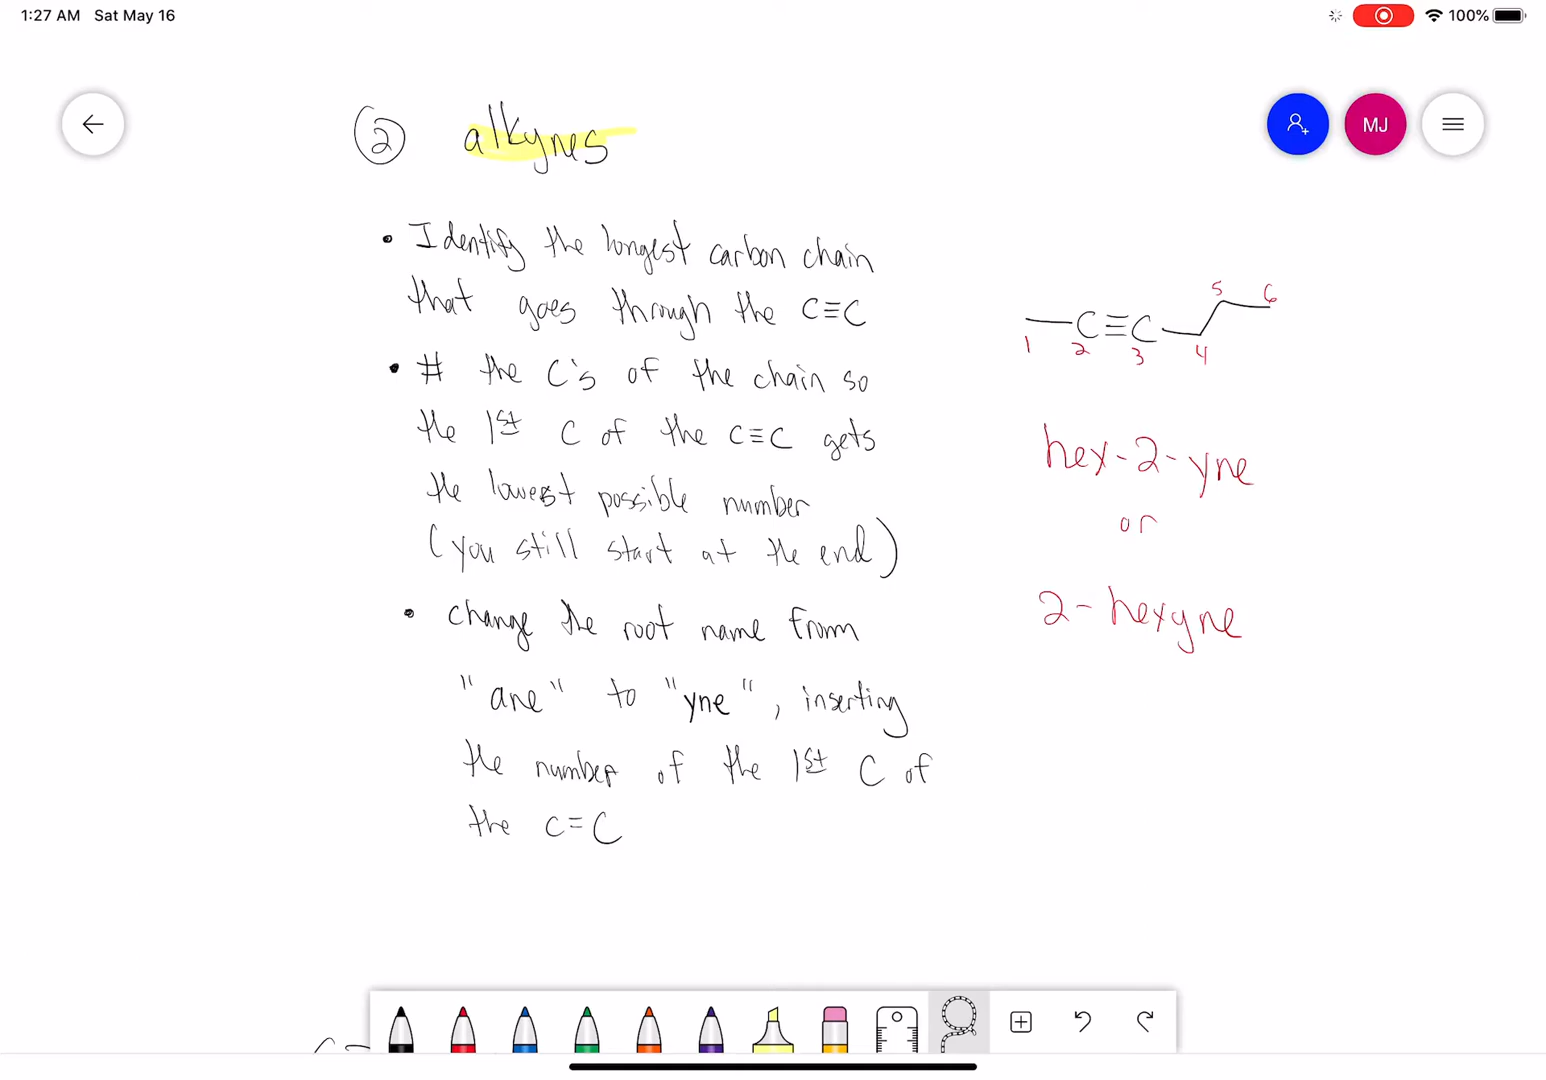 1:27 AM Sat May 16
100%
MJ
② alkynes
• Identify the longest carbon chain
that goes through the C≡C
• # the C's of the chain so
the 1st C of the C≡C gets
the lowest possible number
(you still start at the end)
• change the root name from
"ane" to "yne", inserting
the number of the 1st C of
the C=C
C≡C
1 2 3 4 5 6
hex-2-yne
or
2-hexyne